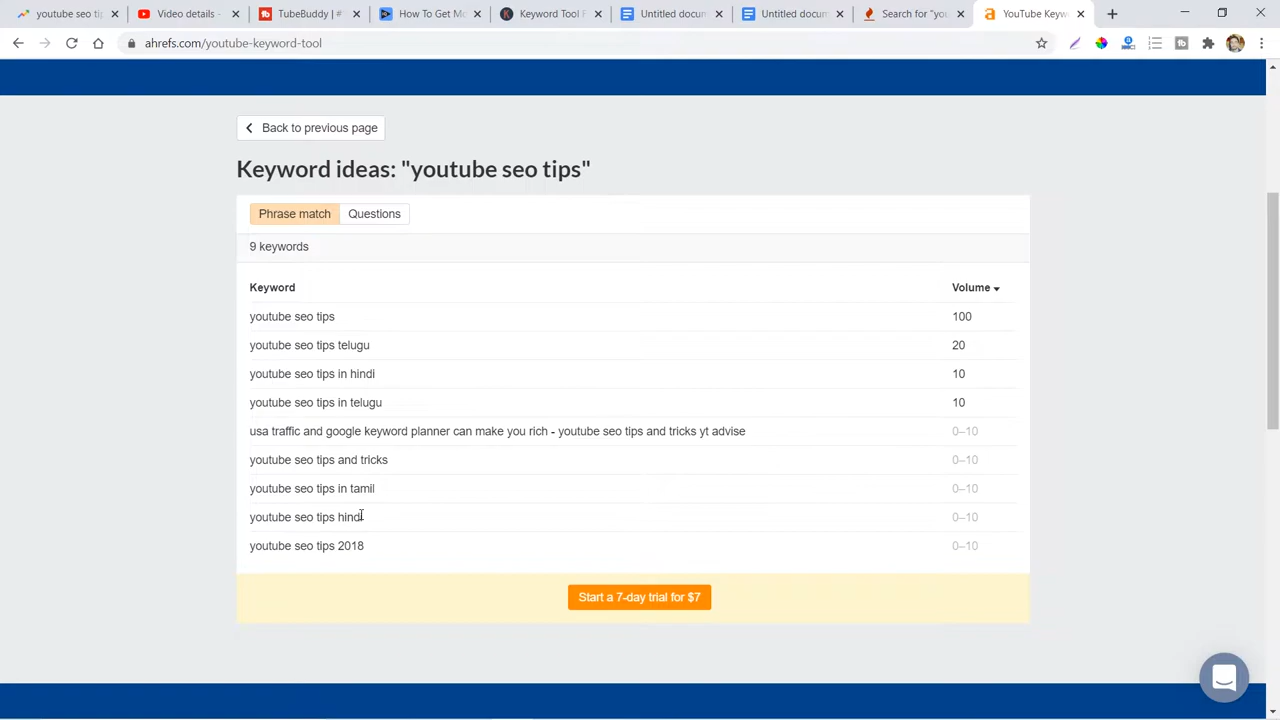 youtube seo tip
Video details -
TubeBuddy | #
How To Get Mo
Keyword Tool F
Untitled docum
Untitled docum
Search for "you
YouTube Keyw
ahrefs.com/youtube-keyword-tool
Back to previous page
Keyword ideas: "youtube seo tips"
Phrase match Questions
9 keywords
Keyword Volume
youtube seo tips 100
youtube seo tips telugu 20
youtube seo tips in hindi 10
youtube seo tips in telugu 10
usa traffic and google keyword planner can make you rich - youtube seo tips and tricks yt advise 0–10
youtube seo tips and tricks 0–10
youtube seo tips in tamil 0–10
youtube seo tips hindi 0–10
youtube seo tips 2018 0–10
Start a 7-day trial for $7